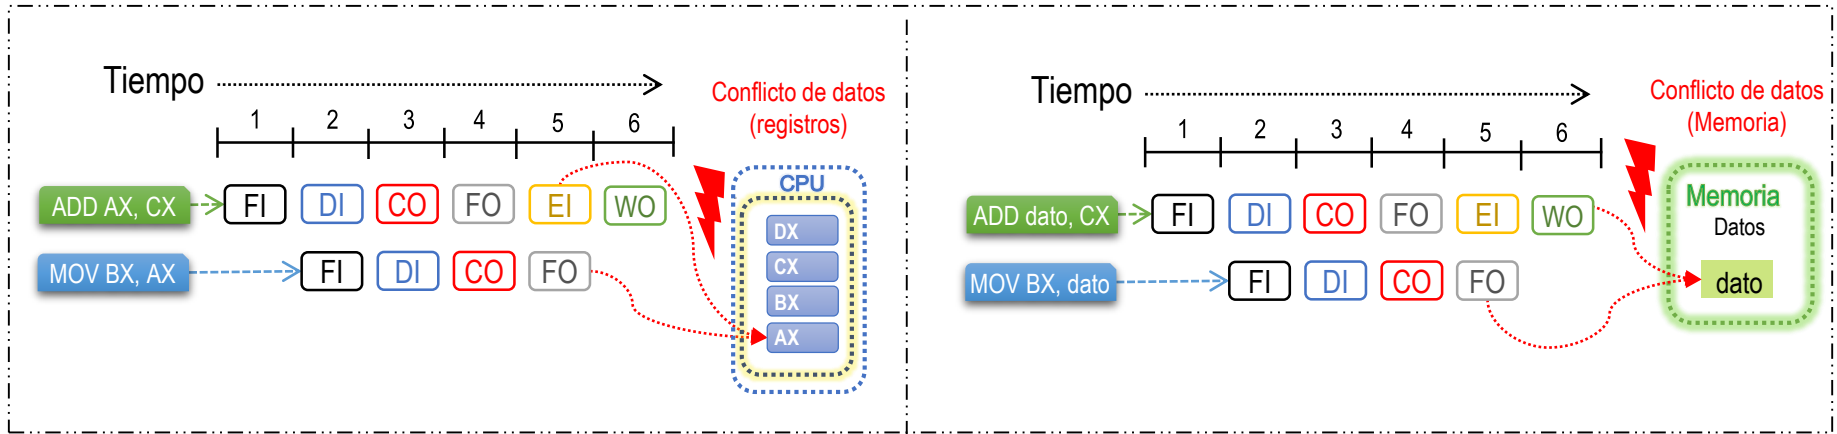 Tiempo
1 2 3 4 5 6
Conflicto de datos
(registros)
ADD AX, CX
FI DI CO FO EI WO
MOV BX, AX
FI DI CO FO
CPU
DX
CX
BX
AX
Tiempo
1 2 3 4 5 6
Conflicto de datos
(Memoria)
ADD dato, CX
FI DI CO FO EI WO
MOV BX, dato
FI DI CO FO
Memoria
Datos
dato